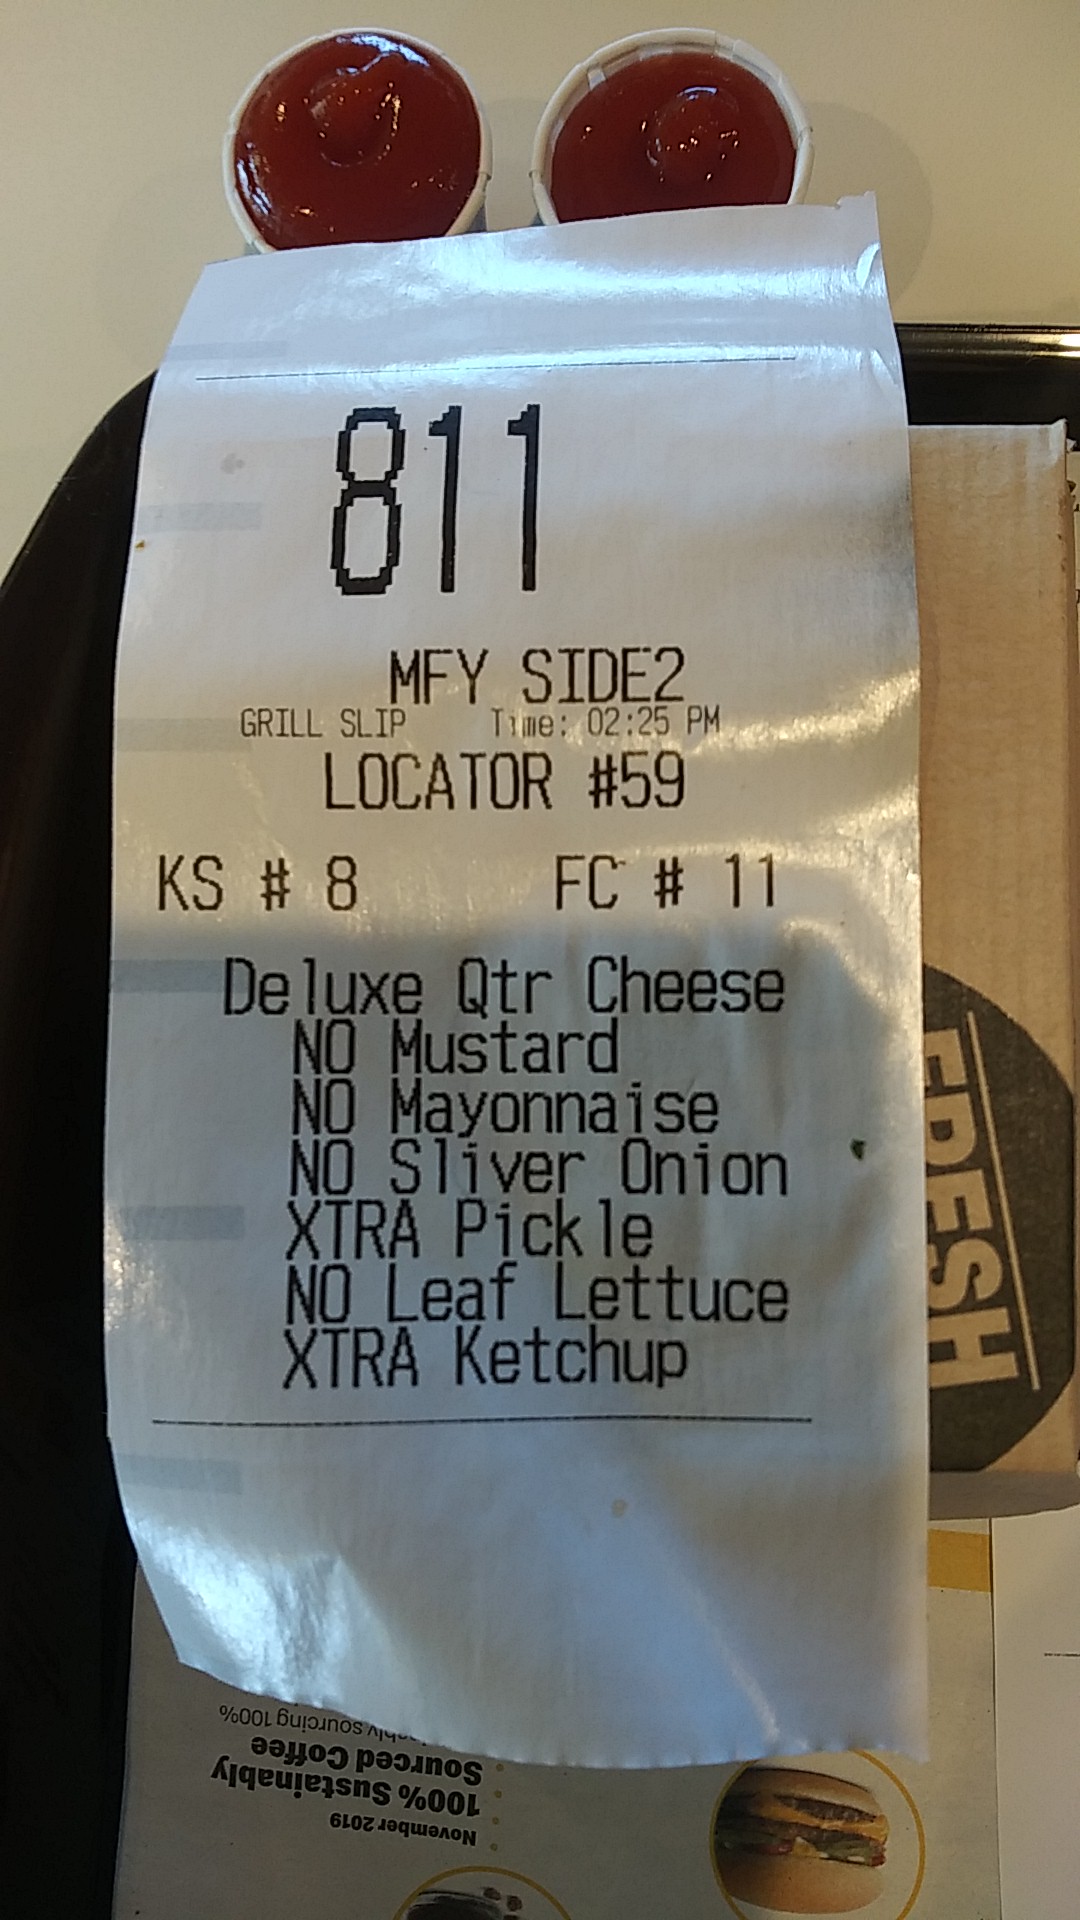 811
MFY SIDE2
GRILL SLIP Time: 02:25 PM
LOCATOR #59
KS # 8 FC # 11
Deluxe Qtr Cheese
NO Mustard
NO Mayonnaise
NO Sliver Onion
XTRA Pickle
NO Leaf Lettuce
XTRA Ketchup
FRESH
November 2019
100% Sustainably
Sourced Coffee
sourcing 100%